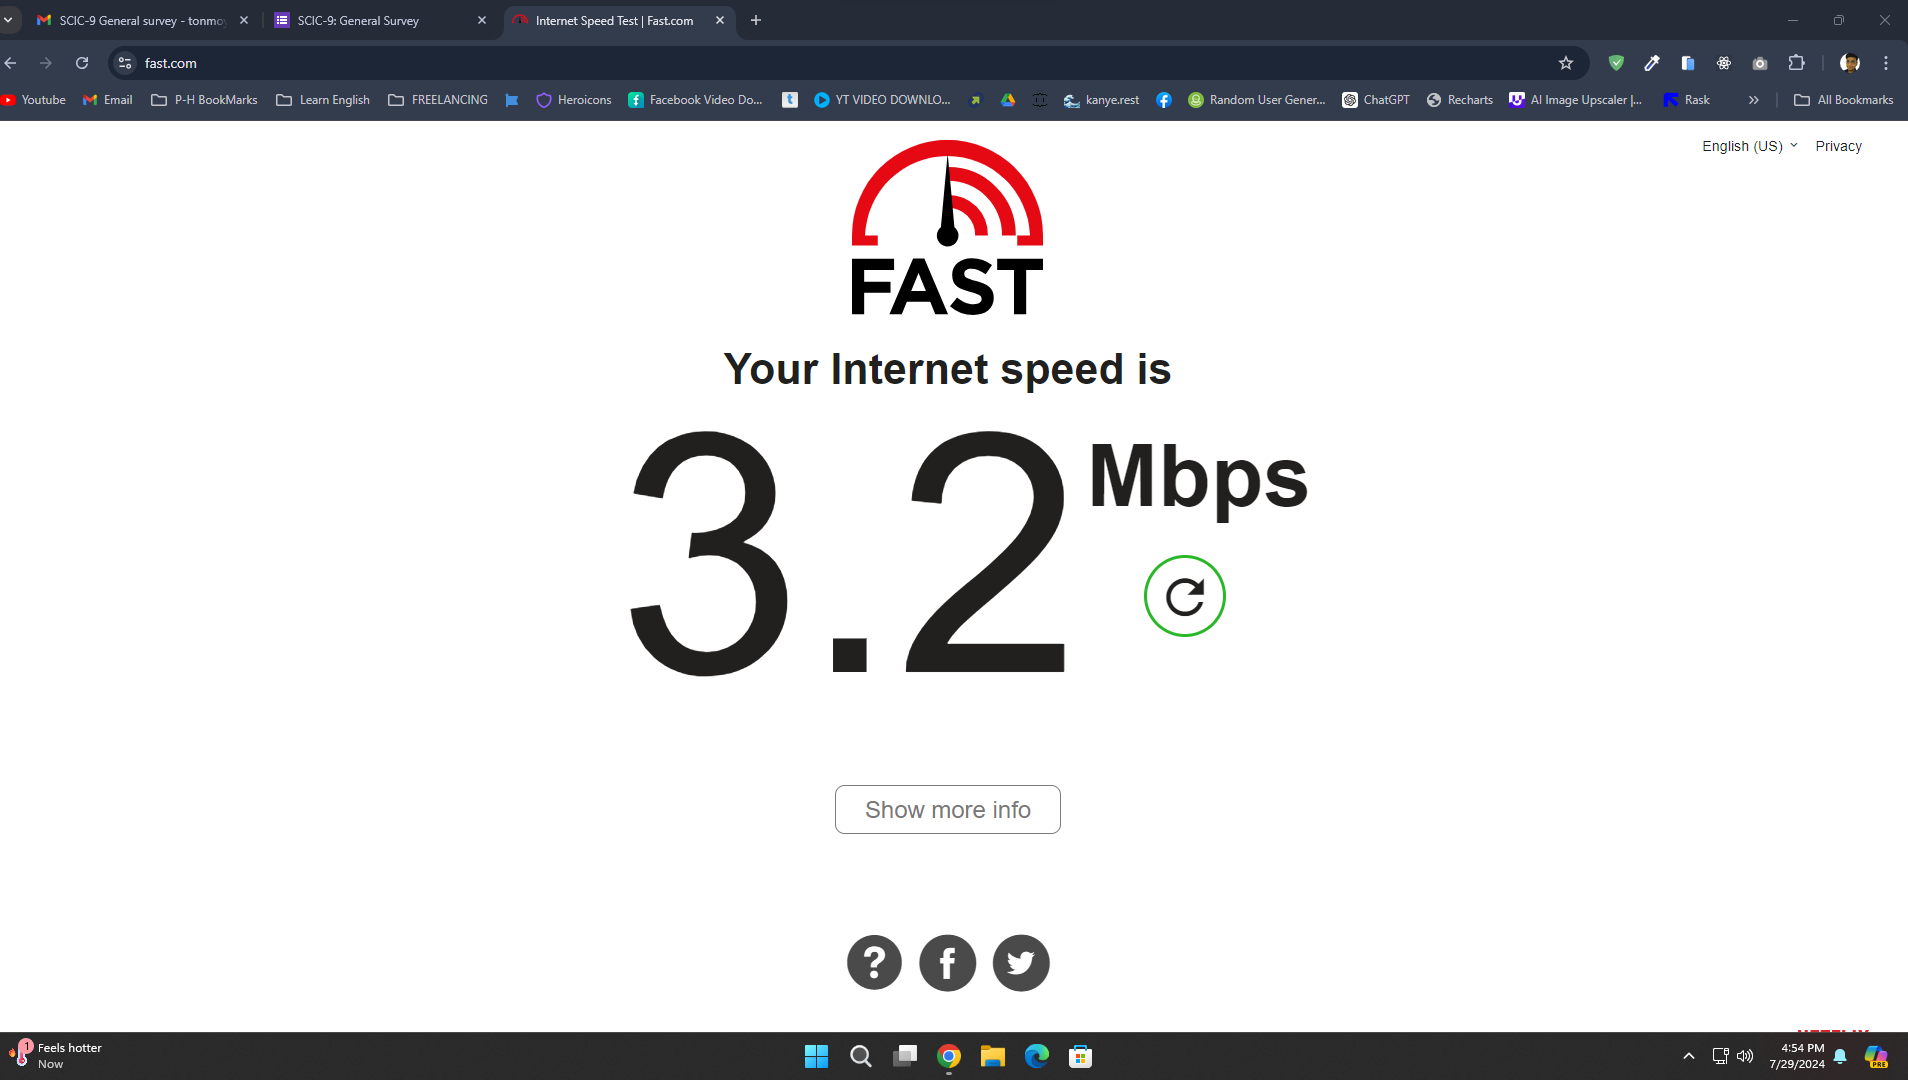 SCIC-9 General survey - tonmoy
SCIC-9: General Survey
Internet Speed Test | Fast.com
fast.com
Youtube
Email
P-H BookMarks
Learn English
FREELANCING
Heroicons
Facebook Video Do...
t
YT VIDEO DOWNLO...
kanye.rest
Random User Gener...
ChatGPT
Recharts
AI Image Upscaler |...
Rask
All Bookmarks
English (US)
Privacy
FAST
Your Internet speed is
3.2 Mbps
Show more info
?
f
NETFLIX
1
Feels hotter
Now
4:54 PM
7/29/2024
PRE